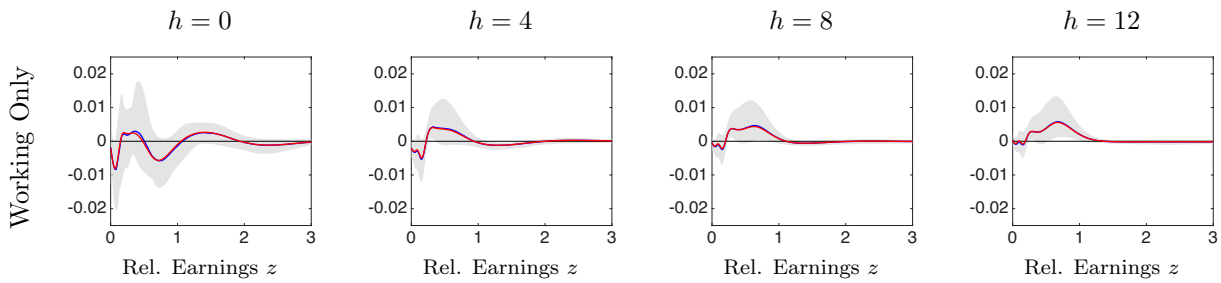 h = 0 h = 4 h = 8 h = 12
Working Only
0.02 0.02 0.02 0.02
0.01 0.01 0.01 0.01
0 0 0 0
-0.01 -0.01 -0.01 -0.01
-0.02 -0.02 -0.02 -0.02
0 1 2 3 0 1 2 3 0 1 2 3 0 1 2 3
Rel. Earnings z Rel. Earnings z Rel. Earnings z Rel. Earnings z